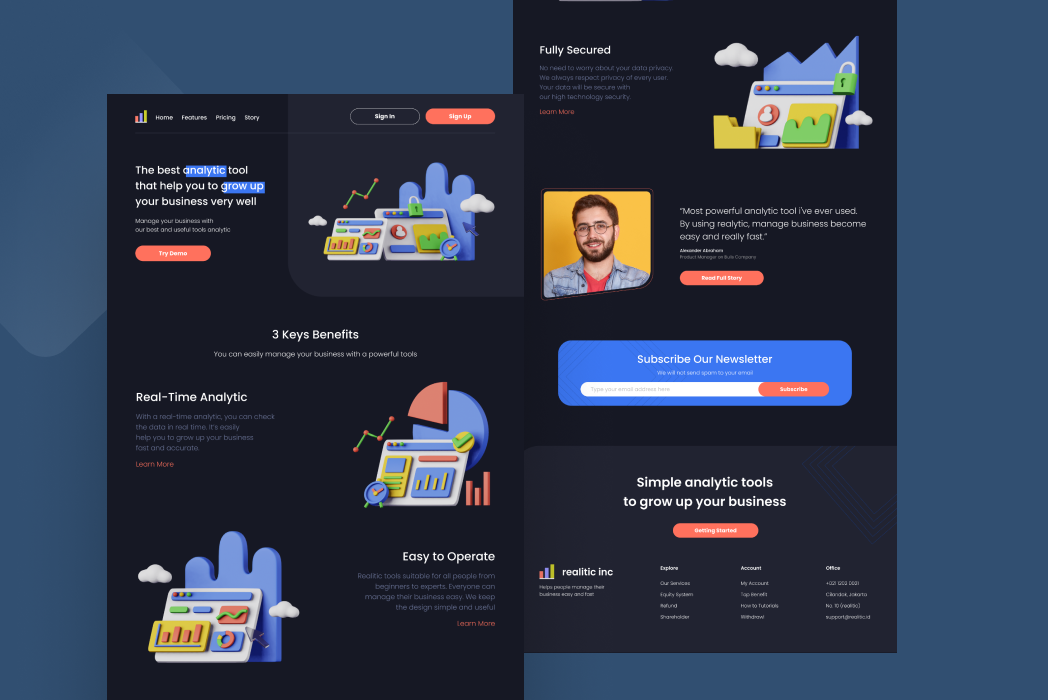 Home Features Pricing Story
Sign In
Sign Up
The best analytic tool
that help you to grow up
your business very well
Manage your business with
our best and useful tools analytic
Try Demo
3 Keys Benefits
You can easily manage your business with a powerful tools
Real-Time Analytic
With a real-time analytic, you can check
the data in real time. It's easily
help you to grow up your business
fast and accurate.
Learn More
Easy to Operate
Realitic tools suitable for all people from
beginners to experts. Everyone can
manage their business easy. We keep
the design simple and useful
Learn More
Fully Secured
No need to worry about your data privacy.
We always respect privacy of every user.
Your data will be secure with
our high technology security.
Learn More
"Most powerful analytic tool i've ever used.
By using realytic, manage business become
easy and really fast."
Alexander Abraham
Product Manager on Bule Company
Read Full Story
Subscribe Our Newsletter
We will not send spam to your email
Type your email address here
Subscribe
Simple analytic tools
to grow up your business
Getting Started
realitic inc
Helps people manage their
business easy and fast
Explore
Our Services
Equity System
Refund
Shareholder
Account
My Account
Top Benefit
How to Tutorials
Withdrawl
Office
+021 1202 0021
Cilandak, Jakarta
No. 10 (realitic)
support@realitic.id